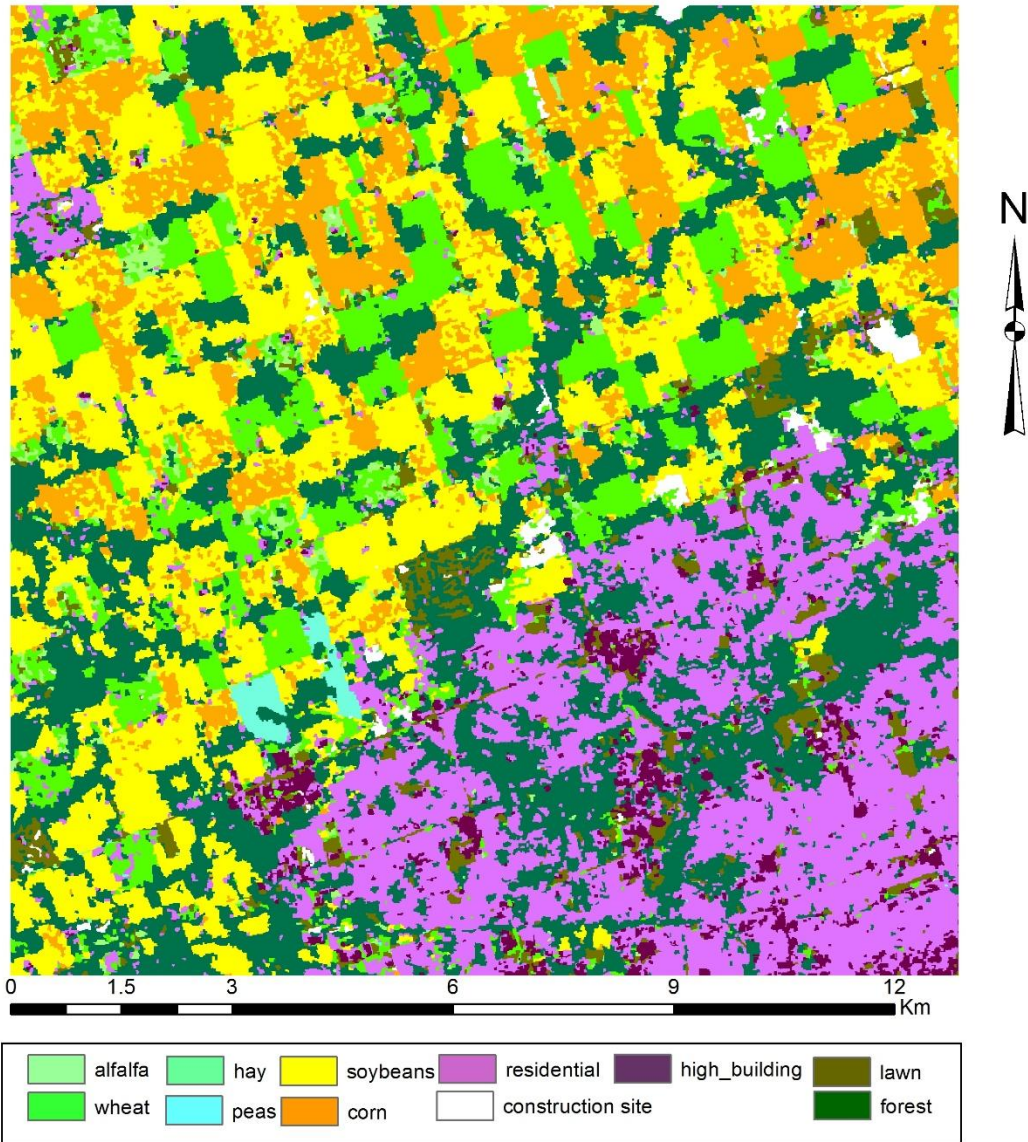 N
0 1.5 3 6 9 12
Km
alfalfa hay soybeans residential high_building lawn
wheat peas corn construction site forest